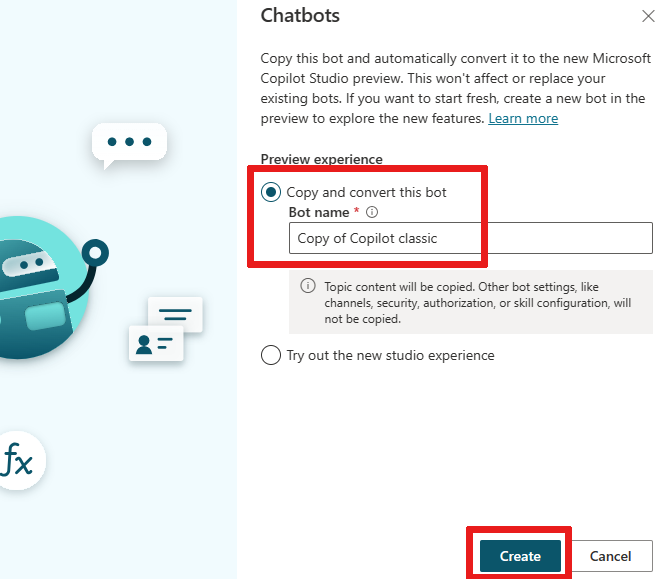 Chatbots
Copy this bot and automatically convert it to the new Microsoft
Copilot Studio preview. This won't affect or replace your
existing bots. If you want to start fresh, create a new bot in the
preview to explore the new features. Learn more
Preview experience
Copy and convert this bot
Bot name *
Copy of Copilot classic
Topic content will be copied. Other bot settings, like
channels, security, authorization, or skill configuration, will
not be copied.
Try out the new studio experience
fx
Create
Cancel